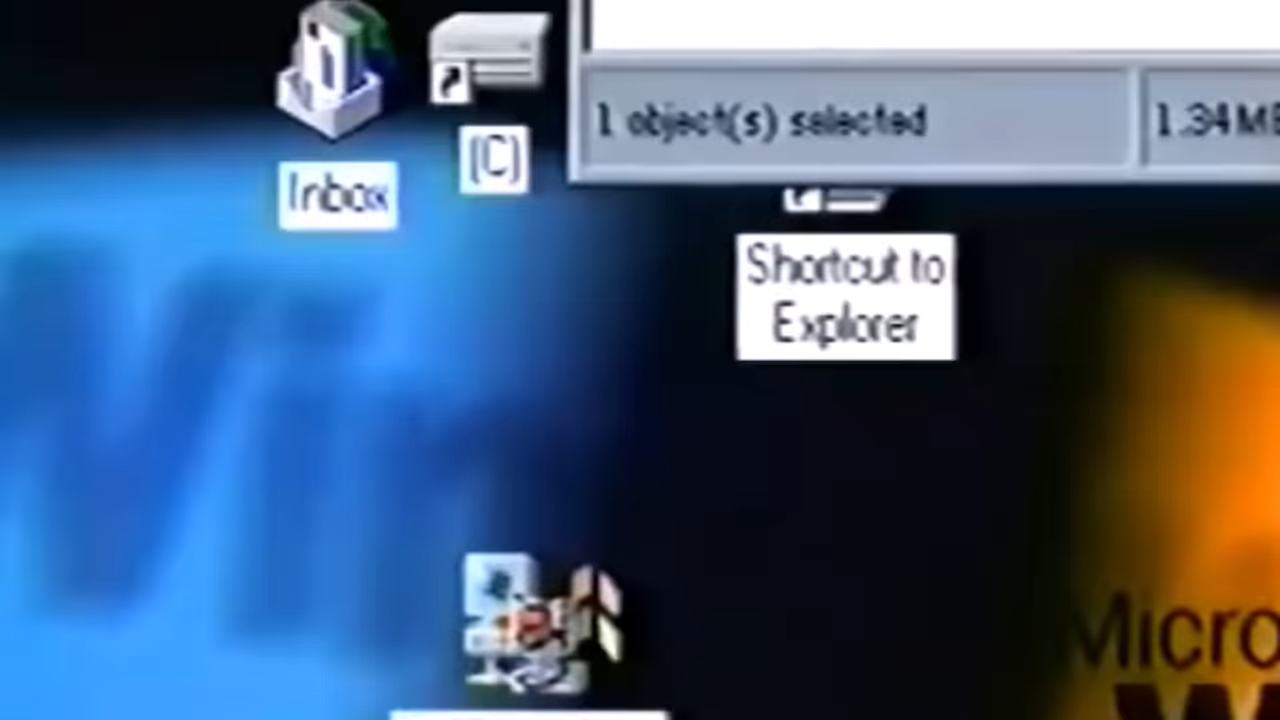 1 object(s) selected
1.34MB
(C)
Inbox
Shortcut to
Explorer
Micro
W